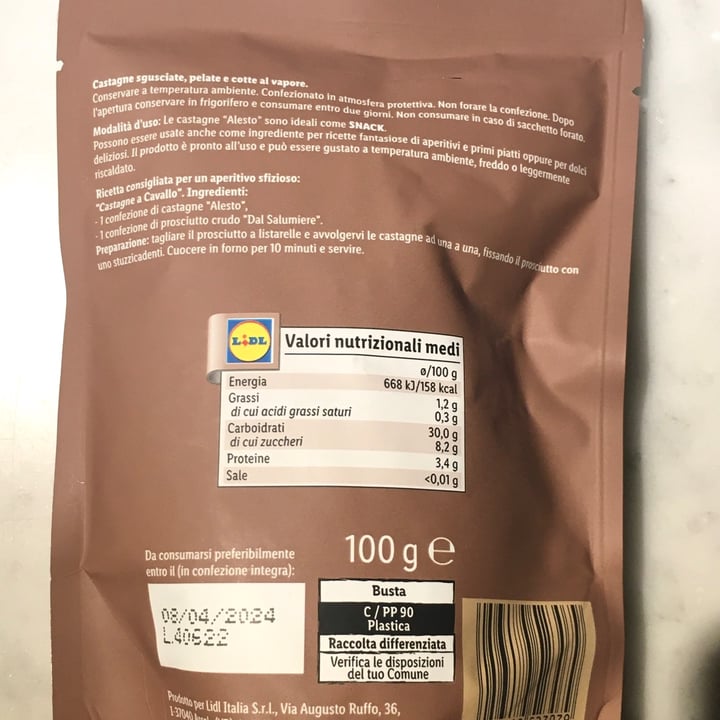 Castagne sgusciate, pelate e cotte al vapore.
Conservare a temperatura ambiente. Confezionato in atmosfera protettiva. Non forare la confezione. Dopo
l'apertura conservare in frigorifero e consumare entro due giorni. Non consumare in caso di sacchetto forato.
Modalità d'uso: Le castagne "Alesto" sono ideali come SNACK.
Possono essere usate anche come ingrediente per ricette fantasiose di aperitivi e primi piatti oppure per dolci
deliziosi. Il prodotto è pronto all'uso e può essere gustato a temperatura ambiente, freddo o leggermente
riscaldato.
Ricetta consigliata per un aperitivo sfizioso:
"Castagne a Cavallo". Ingredienti:
- 1 confezione di castagne "Alesto",
- 1 confezione di prosciutto crudo "Dal Salumiere".
Preparazione: tagliare il prosciutto a listarelle e avvolgervi le castagne ad una a una, fissando il prosciutto con
uno stuzzicadenti. Cuocere in forno per 10 minuti e servire.
LIDL
Valori nutrizionali medi
ø/100 g
Energia 668 kJ/158 kcal
Grassi 1,2 g
di cui acidi grassi saturi 0,3 g
Carboidrati 30,0 g
di cui zuccheri 8,2 g
Proteine 3,4 g
Sale <0,01 g
100 g e
Da consumarsi preferibilmente
entro il (in confezione integra):
08/04/2024
L40622
Busta
C / PP 90
Plastica
Raccolta differenziata
Verifica le disposizioni
del tuo Comune
Prodotto per Lidl Italia S.r.l., Via Augusto Ruffo, 36,
I-37040